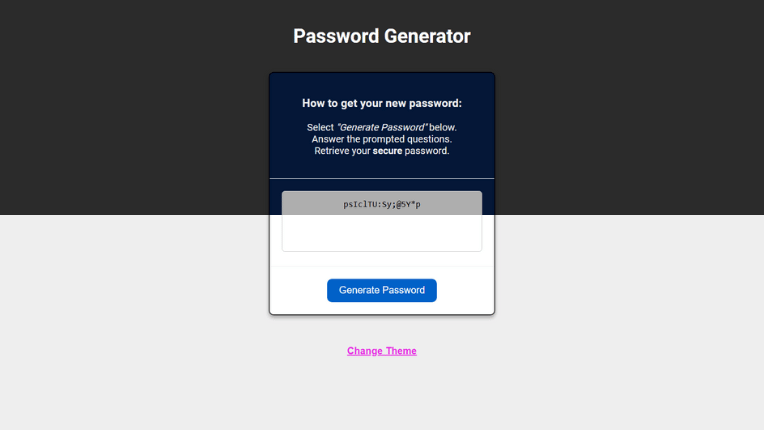 Password Generator
How to get your new password:
Select "Generate Password" below.
Answer the prompted questions.
Retrieve your secure password.
psIclTU:Sy;@5Y*p
Generate Password
Change Theme